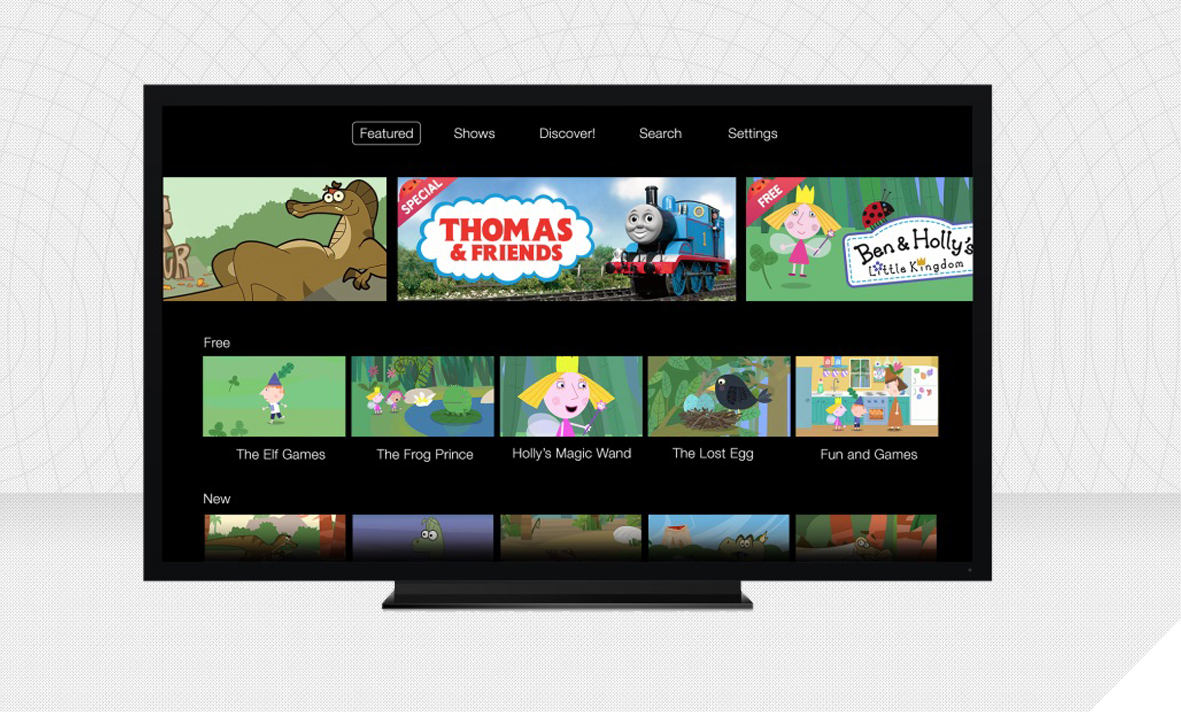 Featured
Shows
Discover!
Search
Settings
UR
SPECIAL
THOMAS
& FRIENDS
FREE
Ben & Holly's
Little Kingdom
Free
The Elf Games
The Frog Prince
Holly's Magic Wand
The Lost Egg
Fun and Games
New